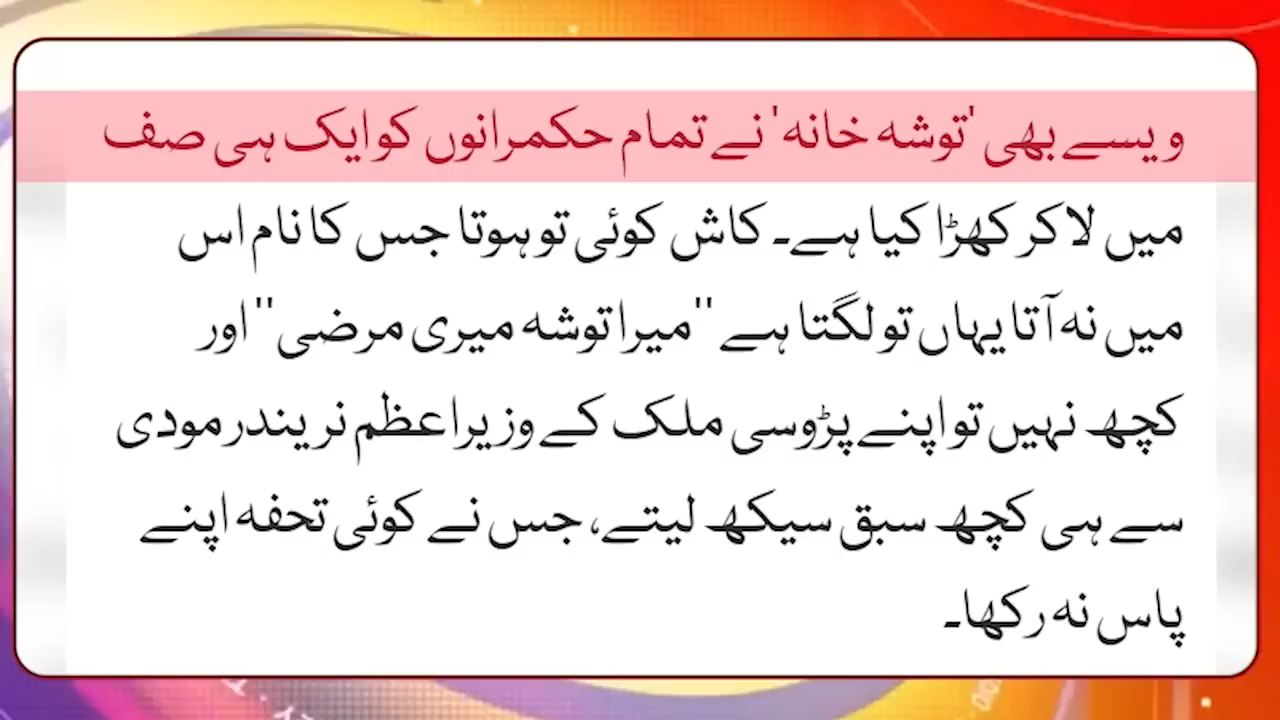 ویسے بھی 'توشہ خانہ' نے تمام حکمرانوں کو ایک ہی صف
میں لاکر کھڑا کیا ہے۔ کاش کوئی تو ہوتا جس کا نام اس
میں نہ آتا یہاں تو لگتا ہے "میرا توشہ میری مرضی" اور
کچھ نہیں تو اپنے پڑوسی ملک کے وزیراعظم نریندر مودی
سے ہی کچھ سبق سیکھ لیتے، جس نے کوئی تحفہ اپنے
پاس نہ رکھا۔